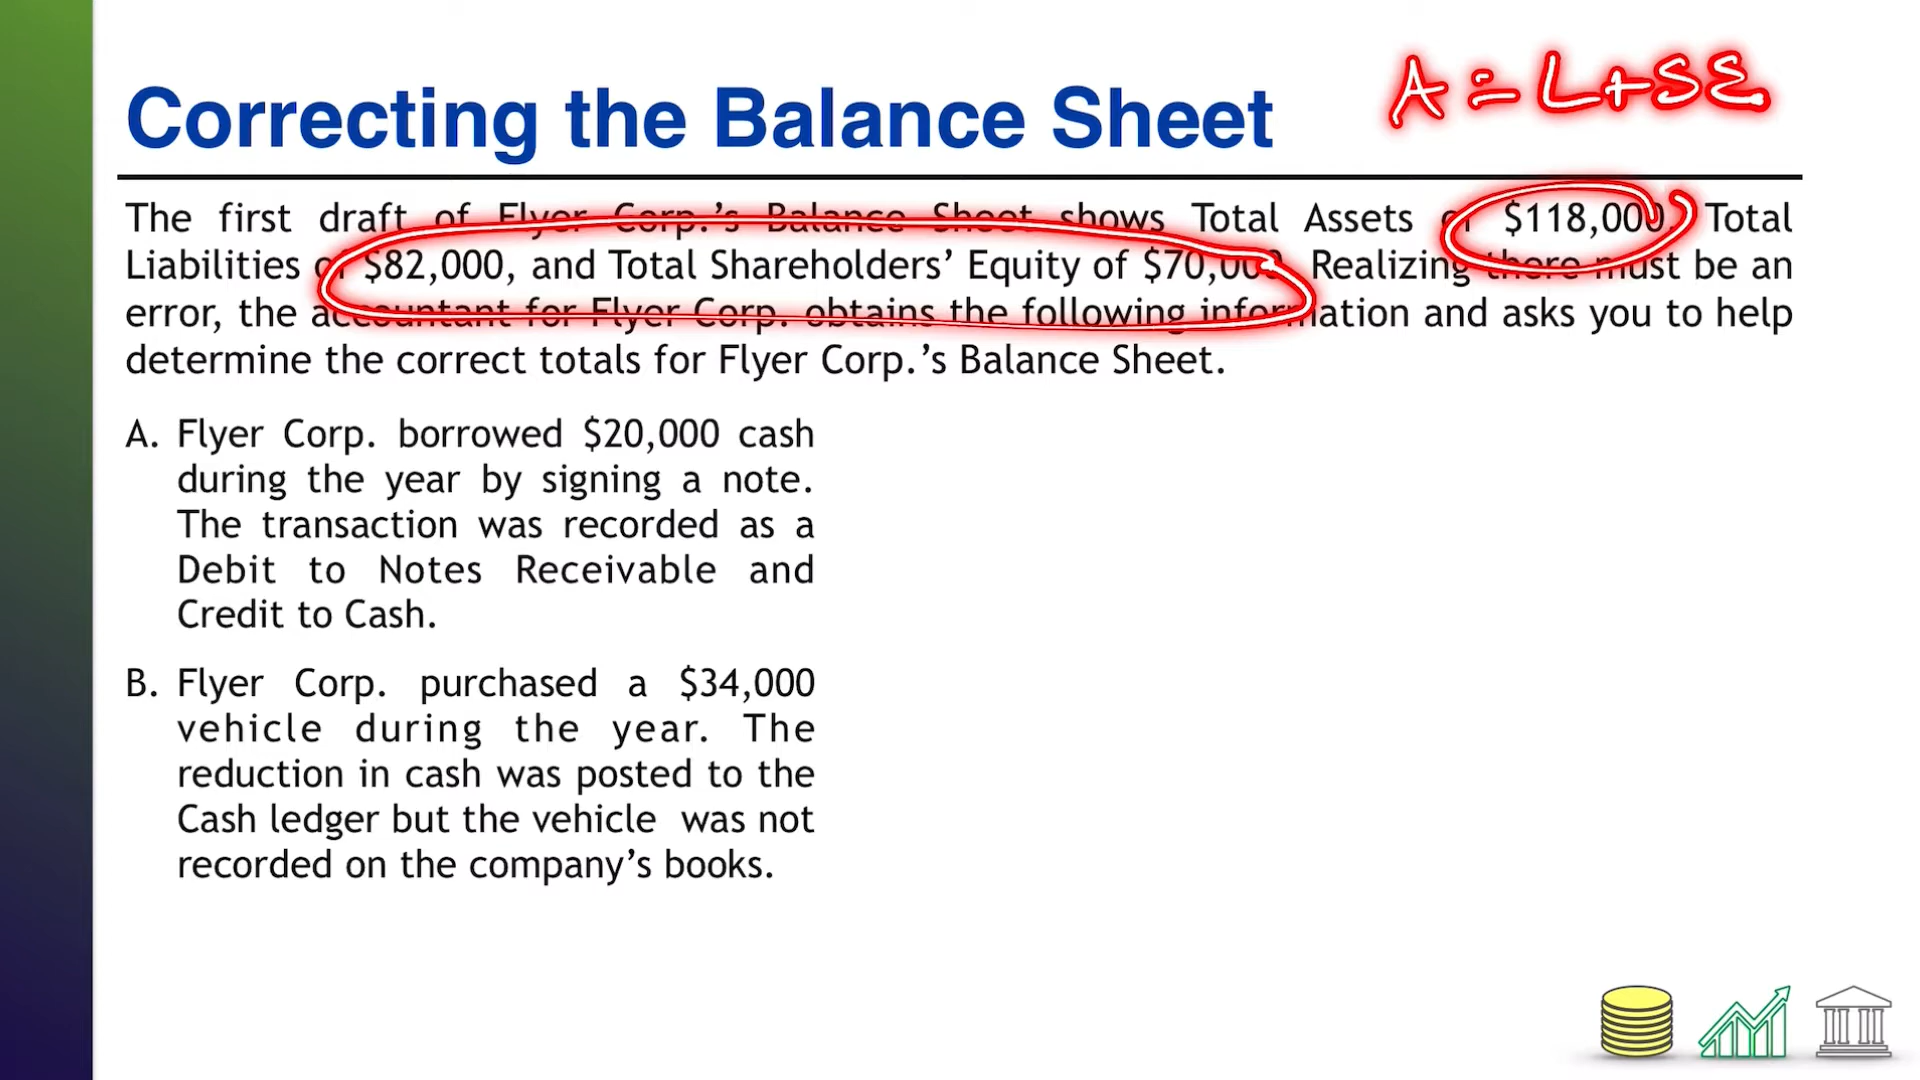 Correcting the Balance Sheet
A = L+SE
The first draft of Flyer Corp.'s Balance Sheet shows Total Assets of $118,000, Total
Liabilities of $82,000, and Total Shareholders' Equity of $70,000. Realizing there must be an
error, the accountant for Flyer Corp. obtains the following information and asks you to help
determine the correct totals for Flyer Corp.'s Balance Sheet.
A. Flyer Corp. borrowed $20,000 cash
during the year by signing a note.
The transaction was recorded as a
Debit to Notes Receivable and
Credit to Cash.
B. Flyer Corp. purchased a $34,000
vehicle during the year. The
reduction in cash was posted to the
Cash ledger but the vehicle was not
recorded on the company's books.